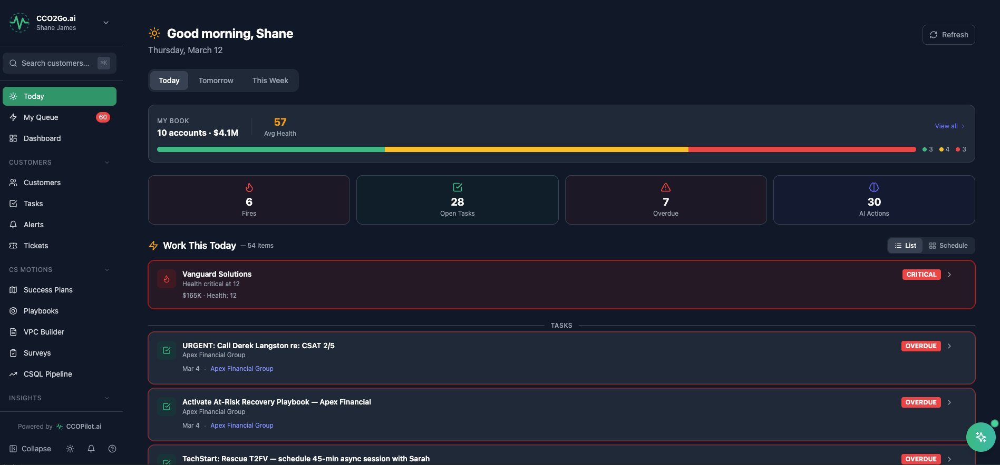 CCO2Go.ai
Shane James
Search customers...
⌘K
Today
My Queue
60
Dashboard
CUSTOMERS
Customers
Tasks
Alerts
Tickets
CS MOTIONS
Success Plans
Playbooks
VPC Builder
Surveys
CSQL Pipeline
INSIGHTS
Powered by CCOPilot.ai
Collapse
Good morning, Shane
Thursday, March 12
Refresh
Today Tomorrow This Week
MY BOOK
10 accounts · $4.1M
57
Avg Health
View all
3 4 3
6
Fires
28
Open Tasks
7
Overdue
30
AI Actions
Work This Today — 54 items
List Schedule
Vanguard Solutions
CRITICAL
Health critical at 12
$165K · Health: 12
TASKS
URGENT: Call Derek Langston re: CSAT 2/5
OVERDUE
Apex Financial Group
Mar 4 · Apex Financial Group
Activate At-Risk Recovery Playbook — Apex Financial
OVERDUE
Apex Financial Group
Mar 4 · Apex Financial Group
TechStart: Rescue T2FV — schedule 45-min async session with Sarah
OVERDUE